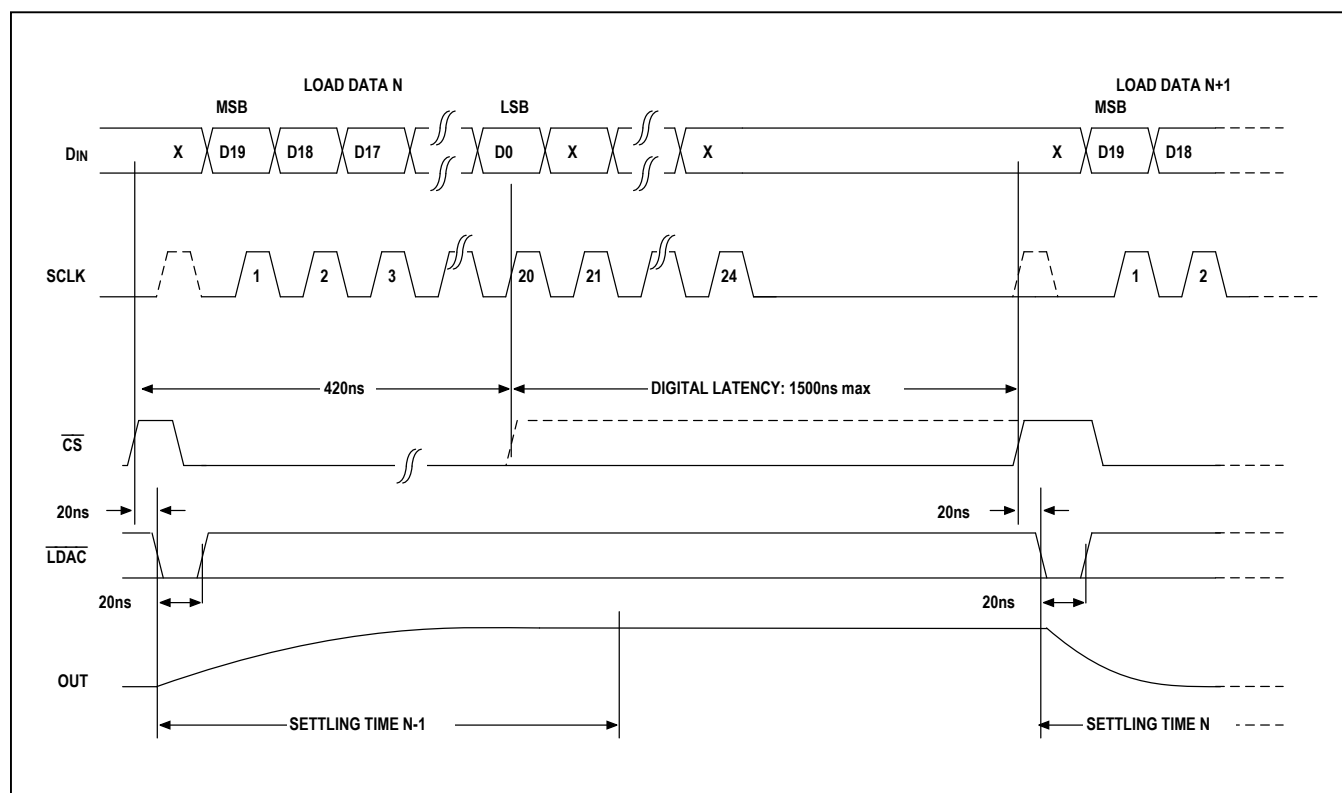 LOAD DATA N LOAD DATA N+1
MSB LSB MSB
DIN X D19 D18 D17 D0 X X X D19 D18
SCLK 1 2 3 20 21 24 1 2
420ns DIGITAL LATENCY: 1500ns max
CS
20ns 20ns
LDAC
20ns 20ns
OUT
SETTLING TIME N-1 SETTLING TIME N